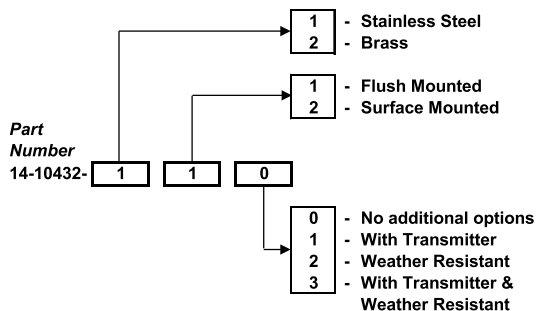 1 - Stainless Steel
2 - Brass
1 - Flush Mounted
2 - Surface Mounted
Part
Number
14-10432- 1 1 0
0 - No additional options
1 - With Transmitter
2 - Weather Resistant
3 - With Transmitter &
Weather Resistant